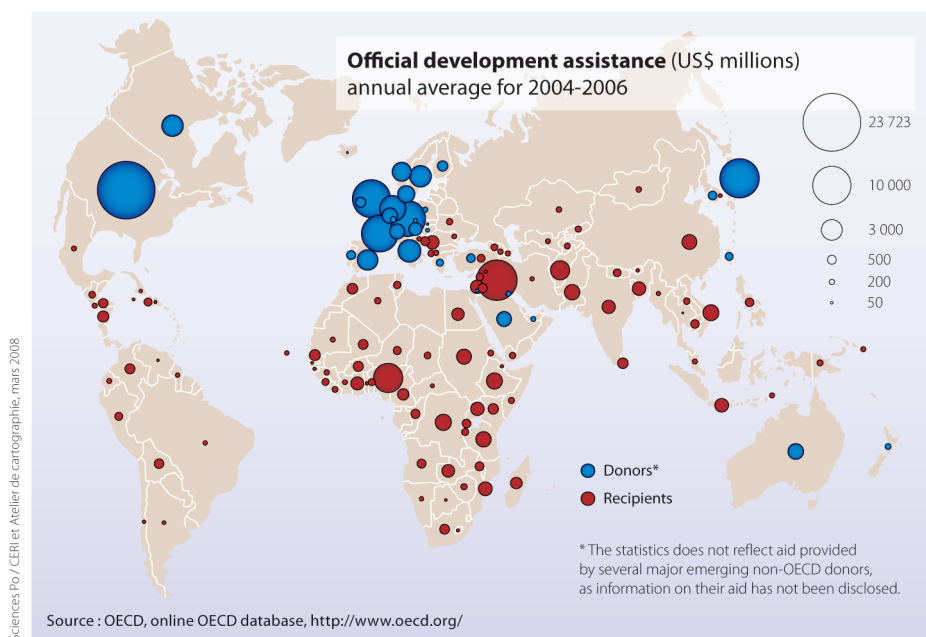 Official development assistance (US$ millions)
annual average for 2004-2006
23 723
10 000
3 000
500
200
50
Donors*
Recipients
* The statistics does not reflect aid provided
by several major emerging non-OECD donors,
as information on their aid has not been disclosed.
Source : OECD, online OECD database, http://www.oecd.org/
Sciences Po / CERI et Atelier de cartographie, mars 2008